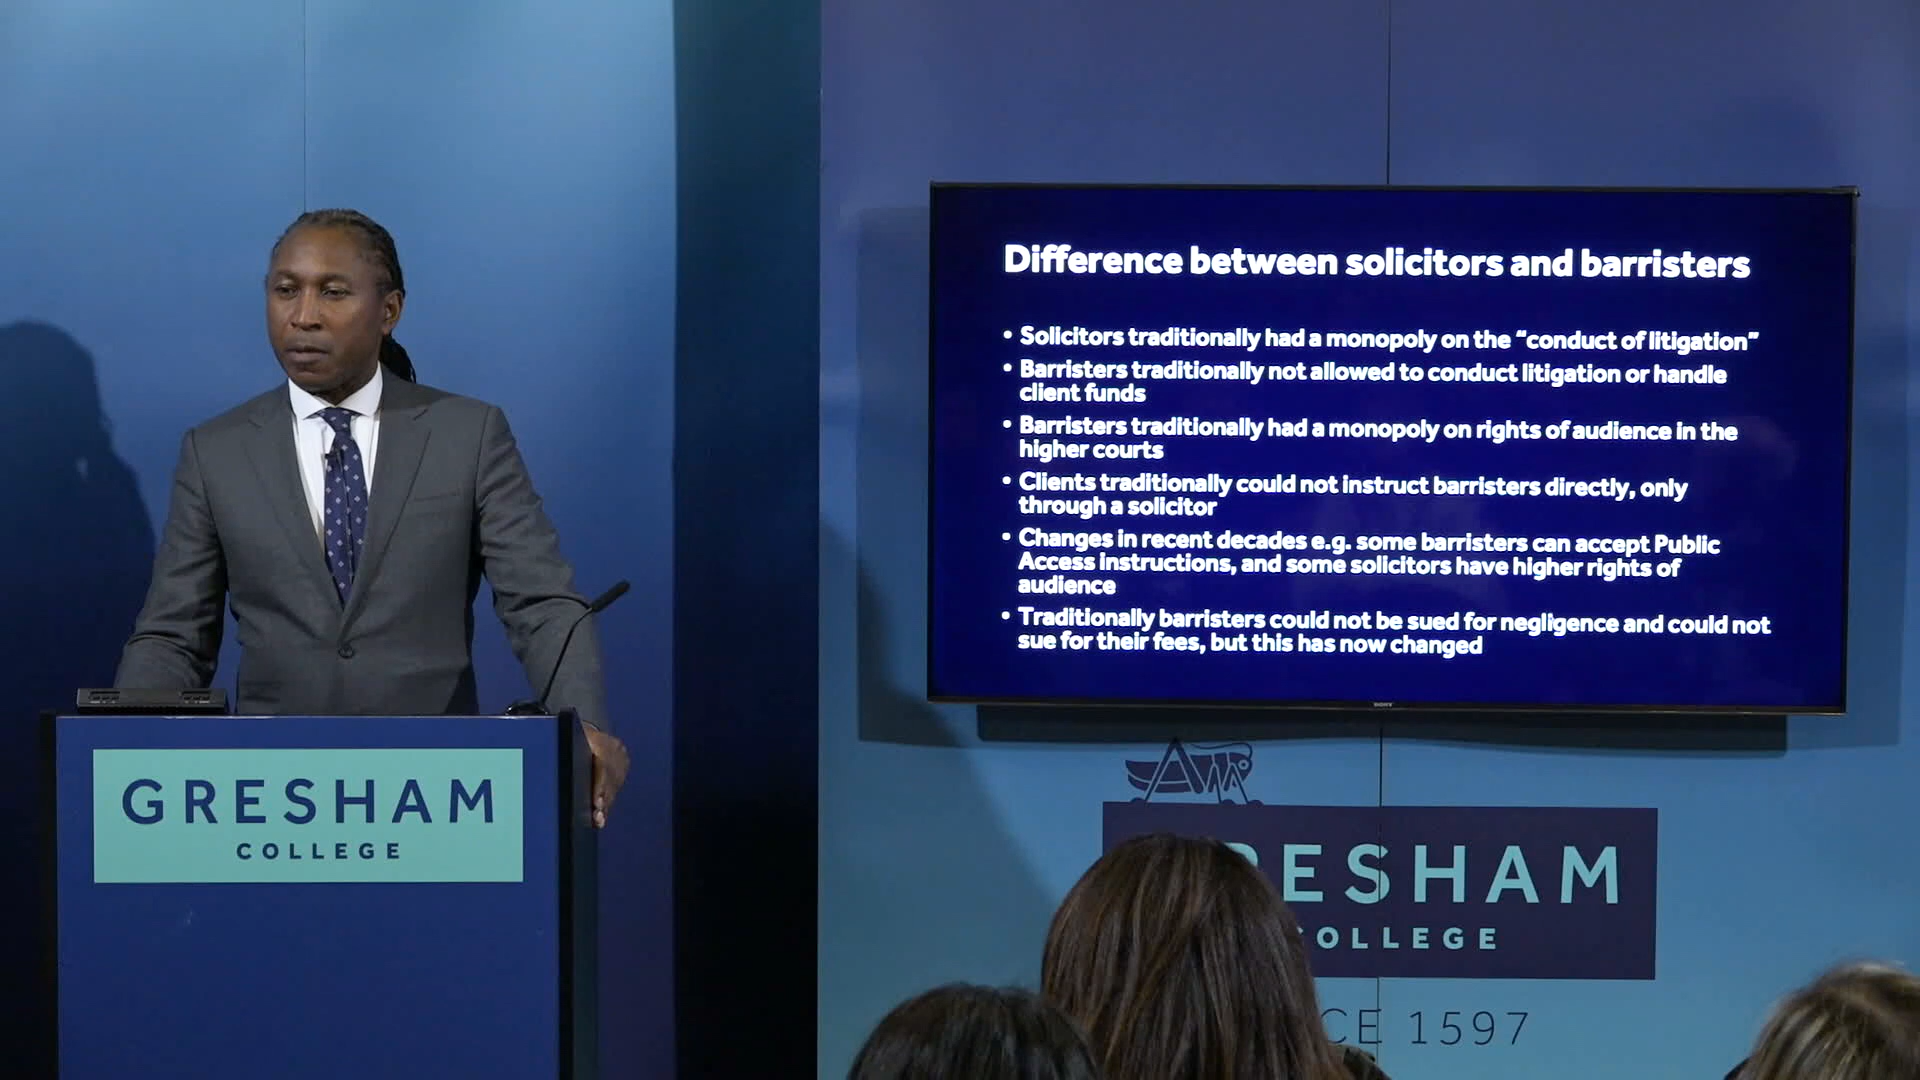 Difference between solicitors and barristers
• Solicitors traditionally had a monopoly on the “conduct of litigation”
• Barristers traditionally not allowed to conduct litigation or handle
client funds
• Barristers traditionally had a monopoly on rights of audience in the
higher courts
• Clients traditionally could not instruct barristers directly, only
through a solicitor
• Changes in recent decades e.g. some barristers can accept Public
Access instructions, and some solicitors have higher rights of
audience
• Traditionally barristers could not be sued for negligence and could not
sue for their fees, but this has now changed
SONY
GRESHAM
COLLEGE
RESHAM
OLLEGE
CE 1597